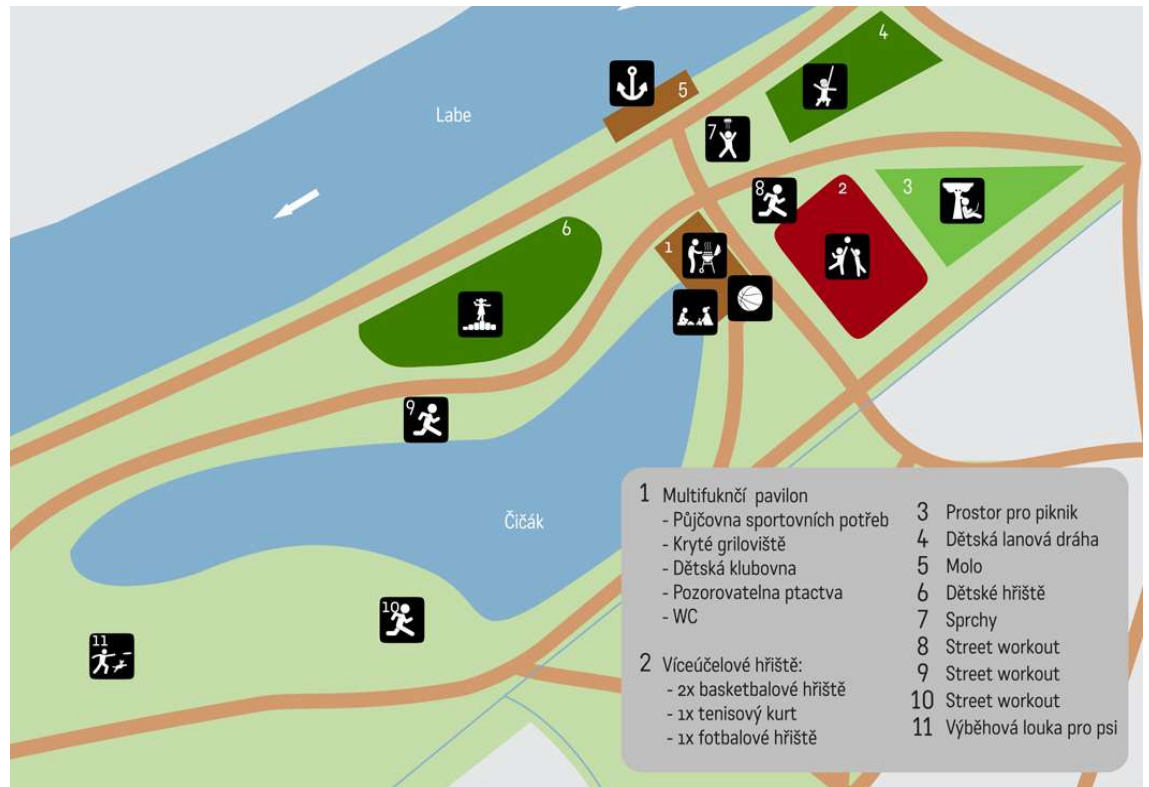 4
5
Labe
7
8
2
3
6
1
9
Čičák
10
11
1 Multifuknčí pavilon
- Půjčovna sportovních potřeb
- Kryté griloviště
- Dětská klubovna
- Pozorovatelna ptactva
- WC
2 Víceúčelové hřiště:
- 2x basketbalové hřiště
- 1x tenisový kurt
- 1x fotbalové hřiště
3 Prostor pro piknik
4 Dětská lanová dráha
5 Molo
6 Dětské hřiště
7 Sprchy
8 Street workout
9 Street workout
10 Street workout
11 Výběhová louka pro psi